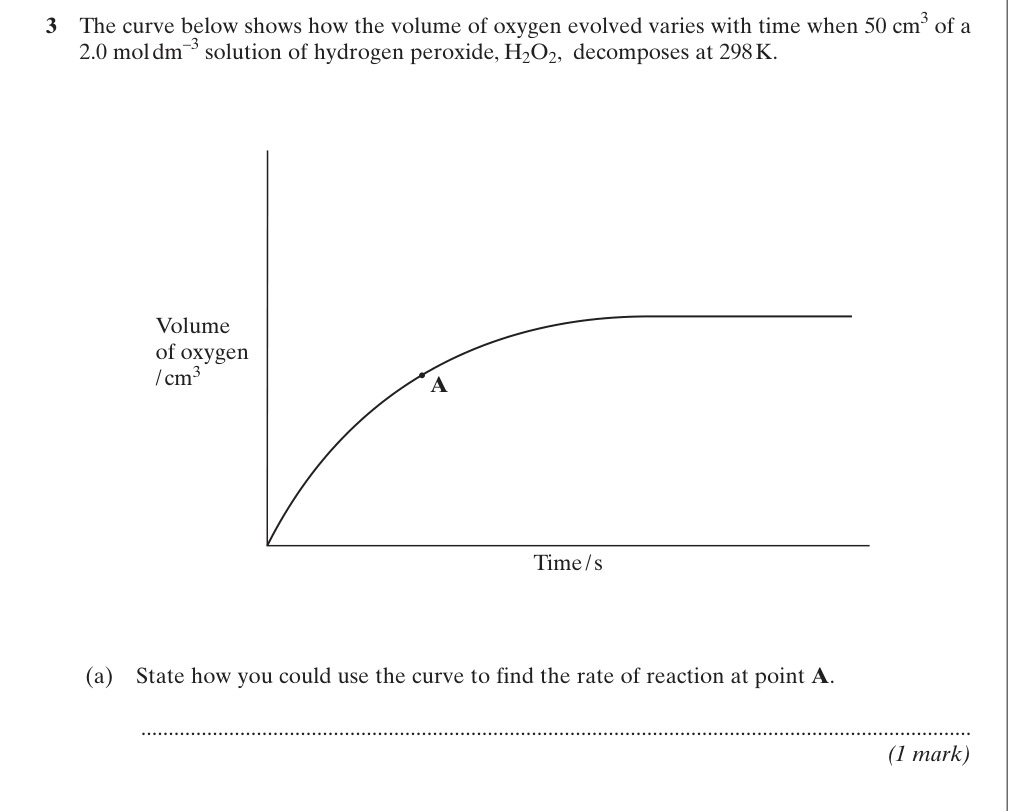 3 The curve below shows how the volume of oxygen evolved varies with time when 50 cm³ of a
2.0 mol dm⁻³ solution of hydrogen peroxide, H₂O₂, decomposes at 298 K.
Volume
of oxygen
/cm³
A
Time/s
(a) State how you could use the curve to find the rate of reaction at point A.
(1 mark)